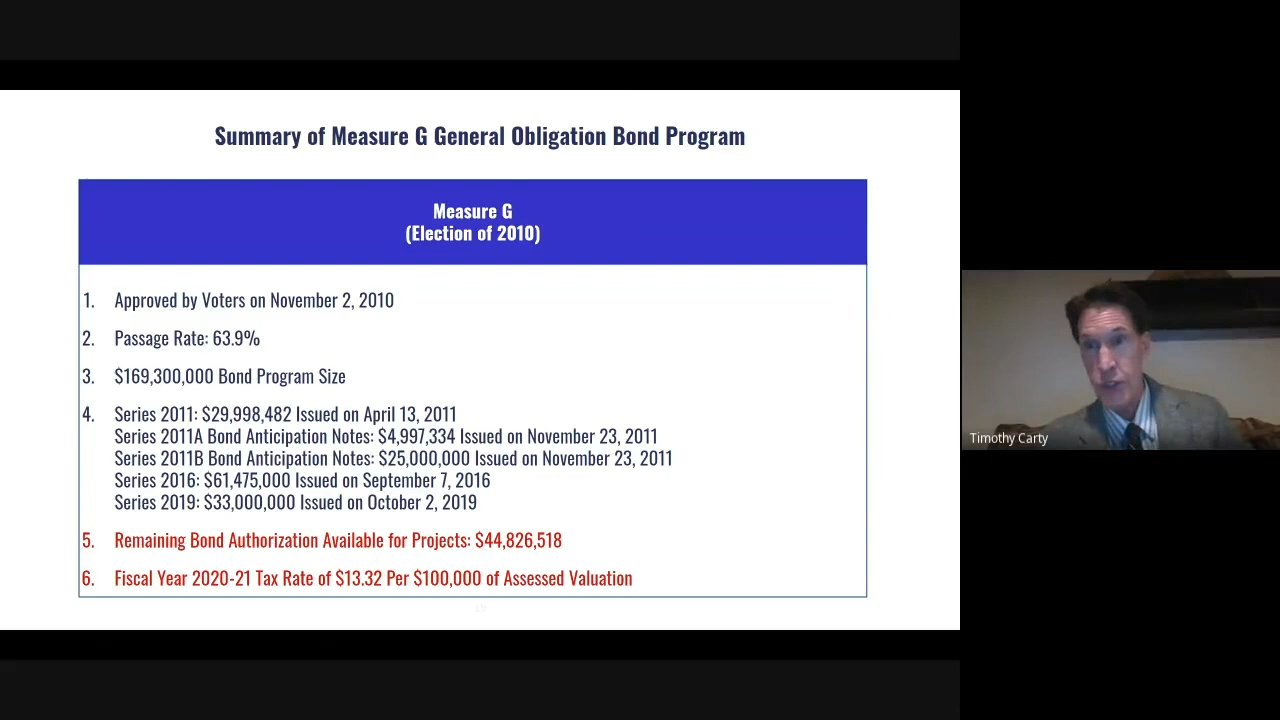 Summary of Measure G General Obligation Bond Program
Measure G
(Election of 2010)
1. Approved by Voters on November 2, 2010
2. Passage Rate: 63.9%
3. $169,300,000 Bond Program Size
4. Series 2011: $29,998,482 Issued on April 13, 2011
Series 2011A Bond Anticipation Notes: $4,997,334 Issued on November 23, 2011
Series 2011B Bond Anticipation Notes: $25,000,000 Issued on November 23, 2011
Series 2016: $61,475,000 Issued on September 7, 2016
Series 2019: $33,000,000 Issued on October 2, 2019
5. Remaining Bond Authorization Available for Projects: $44,826,518
6. Fiscal Year 2020-21 Tax Rate of $13.32 Per $100,000 of Assessed Valuation
Timothy Carty